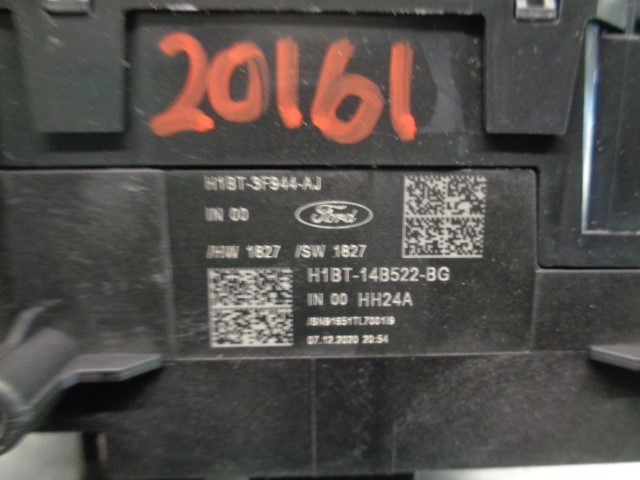 20161
H1BT-3F944-AJ
IN 00
Ford
/HW 1827 /SW 1827
H1BT-14B522-BG
IN 00 HH24A
07.12.2020 20:54